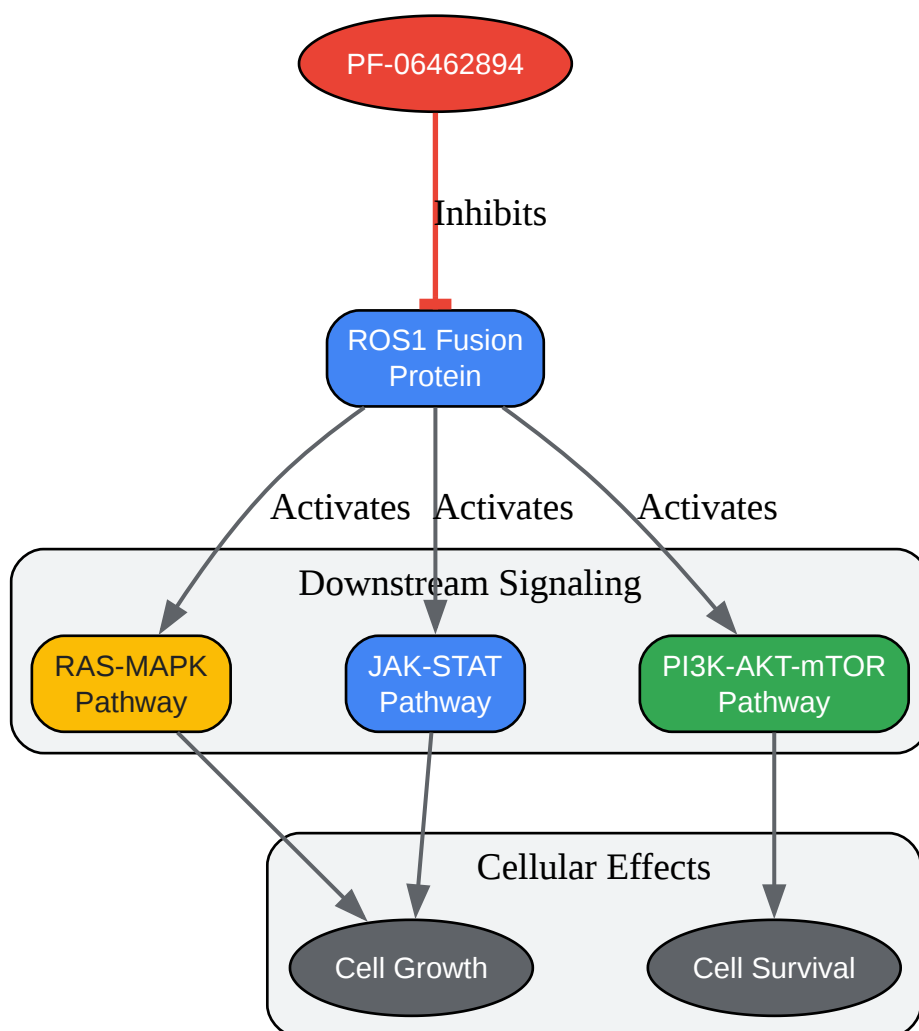 PF-06462894
Inhibits
ROS1 Fusion
Protein
Activates
Activates
Activates
Downstream Signaling
RAS-MAPK
Pathway
JAK-STAT
Pathway
PI3K-AKT-mTOR
Pathway
Cellular Effects
Cell Growth
Cell Survival